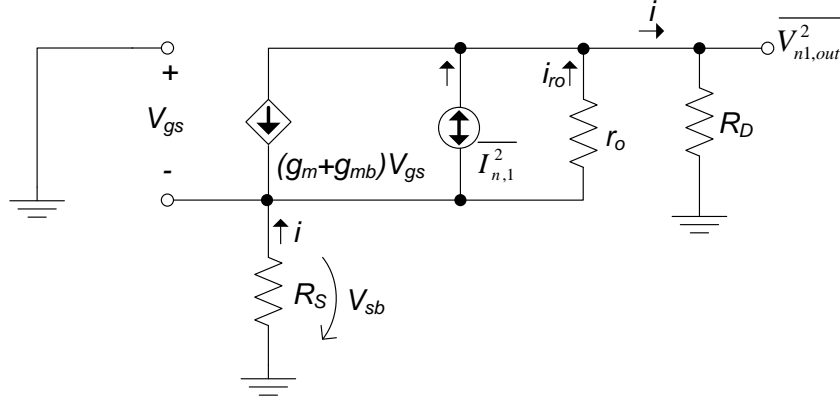 i
V²n1,out
+
Vgs
-
(gm+gmb)Vgs
I²n,1
iro
ro
RD
i
RS
Vsb